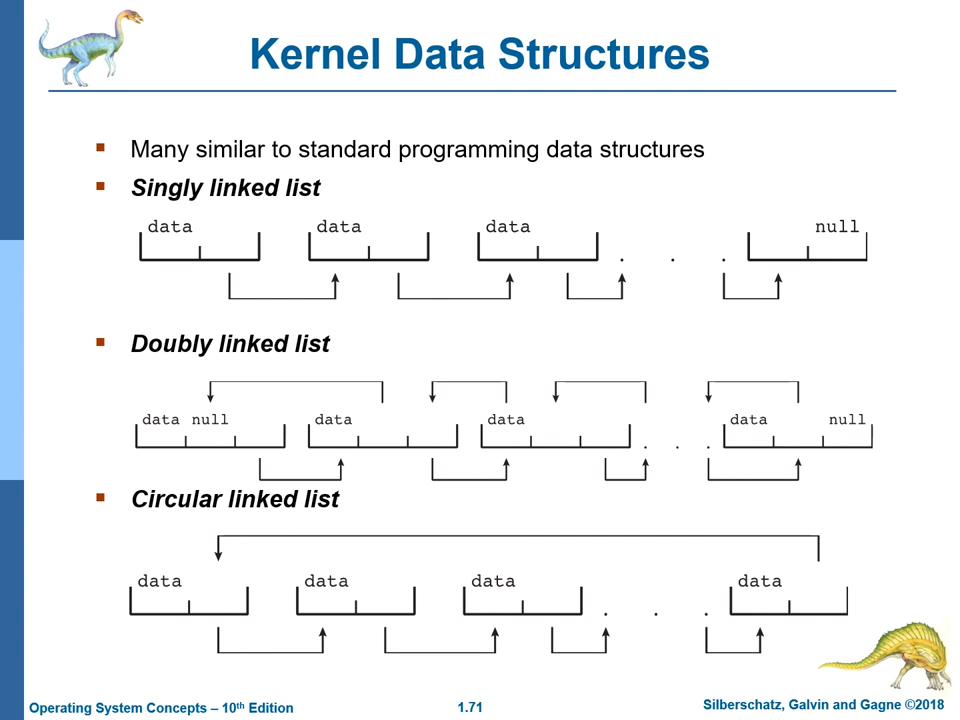 Kernel Data Structures
Many similar to standard programming data structures
Singly linked list
data data data . . . null
Doubly linked list
data null data data . . . data null
Circular linked list
data data data . . . data
Operating System Concepts – 10th Edition 1.71 Silberschatz, Galvin and Gagne ©2018